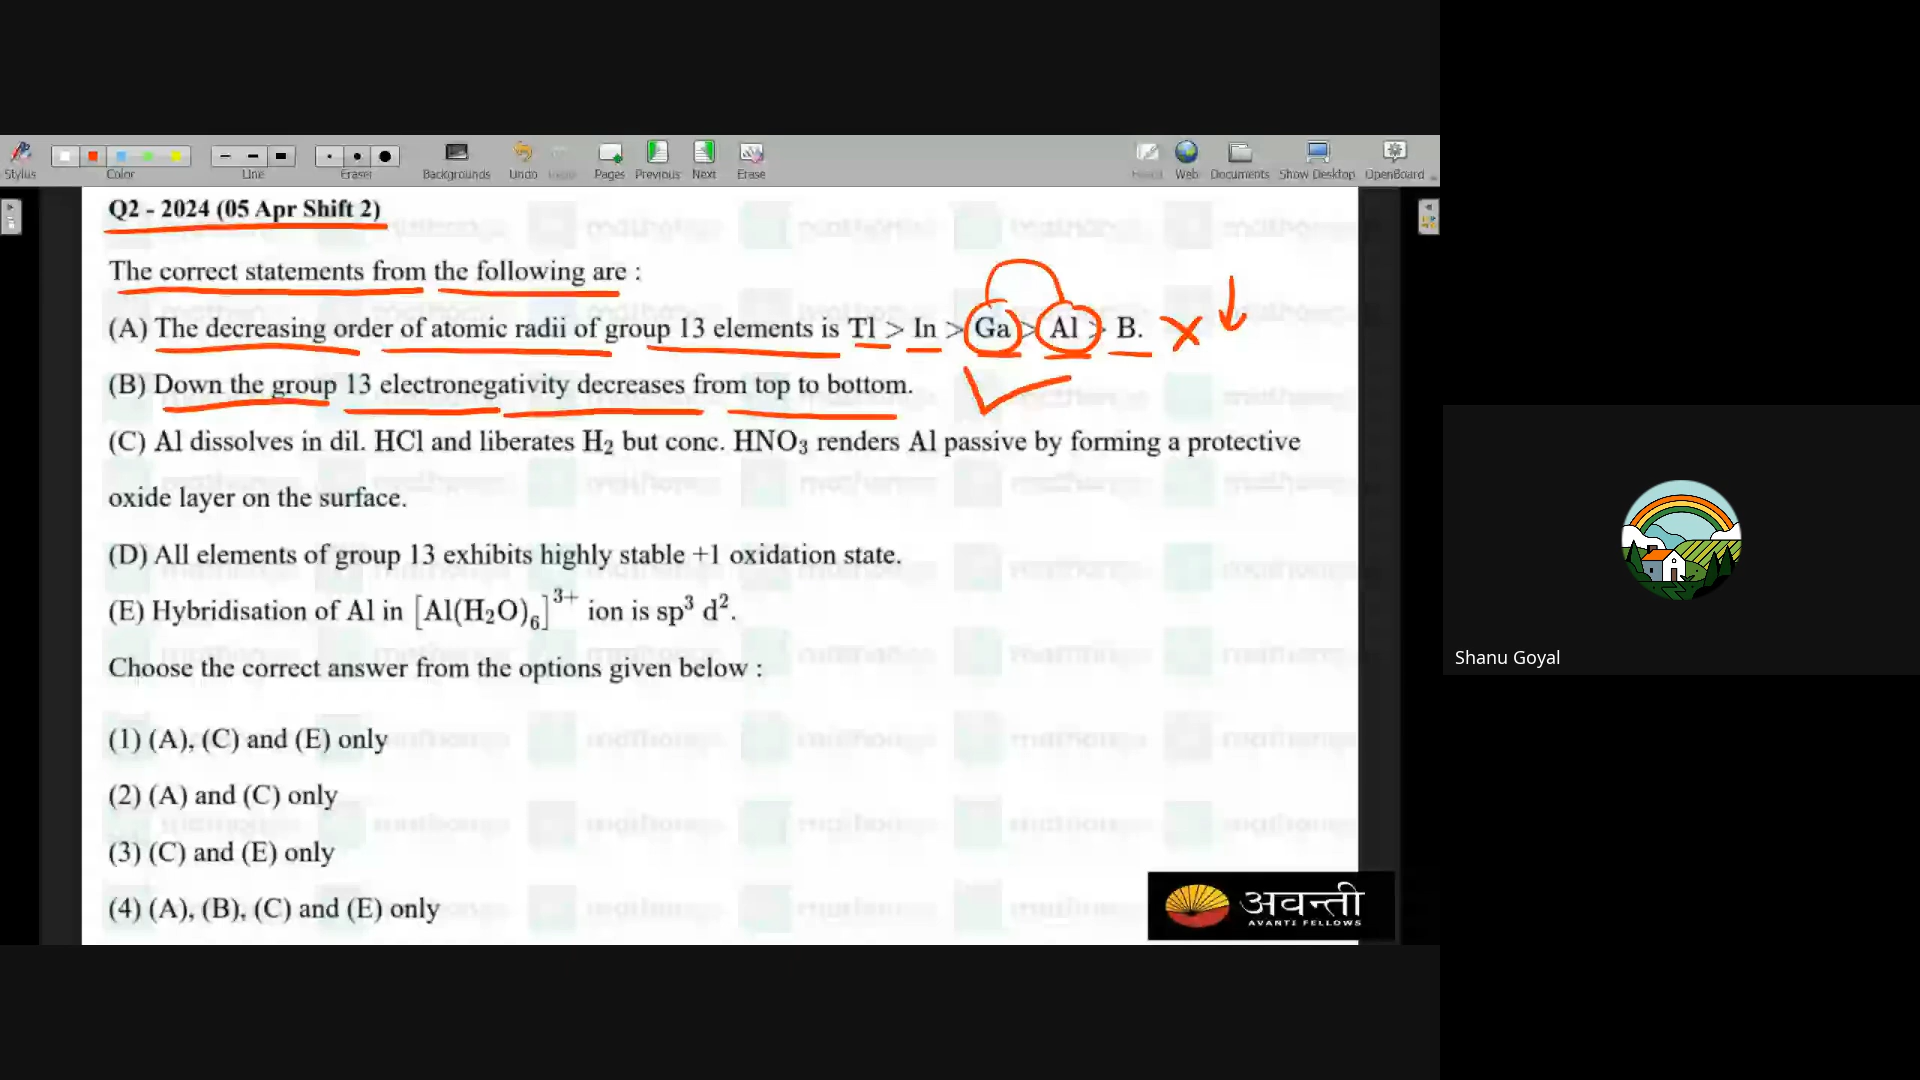 Stylus
Color
Line
Eraser
Backgrounds
Undo
Pages
Previous
Next
Erase
Web
Documents
Show Desktop
OpenBoard
Q2 - 2024 (05 Apr Shift 2)
The correct statements from the following are :
(A) The decreasing order of atomic radii of group 13 elements is Tl > In > Ga > Al > B.
(B) Down the group 13 electronegativity decreases from top to bottom.
(C) Al dissolves in dil. HCl and liberates H₂ but conc. HNO₃ renders Al passive by forming a protective
oxide layer on the surface.
(D) All elements of group 13 exhibits highly stable +1 oxidation state.
(E) Hybridisation of Al in [Al(H₂O)₆]³⁺ ion is sp³ d².
Choose the correct answer from the options given below :
(1) (A), (C) and (E) only
(2) (A) and (C) only
(3) (C) and (E) only
(4) (A), (B), (C) and (E) only
अवन्ती
AVANTI FELLOWS
Shanu Goyal